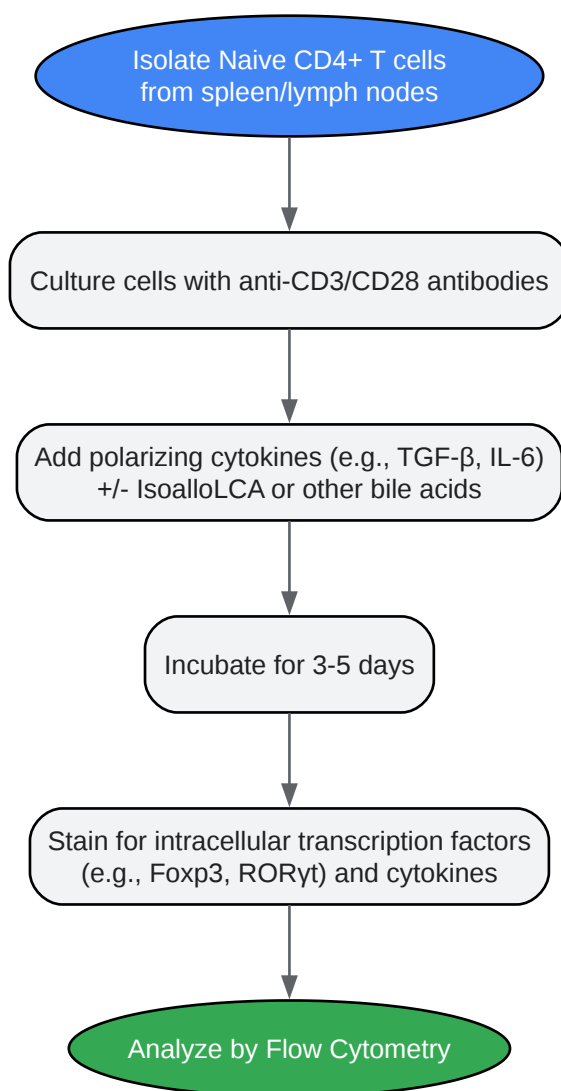 Isolate Naive CD4+ T cells
from spleen/lymph nodes
Culture cells with anti-CD3/CD28 antibodies
Add polarizing cytokines (e.g., TGF-β, IL-6)
+/- IsoalloLCA or other bile acids
Incubate for 3-5 days
Stain for intracellular transcription factors
(e.g., Foxp3, RORγt) and cytokines
Analyze by Flow Cytometry